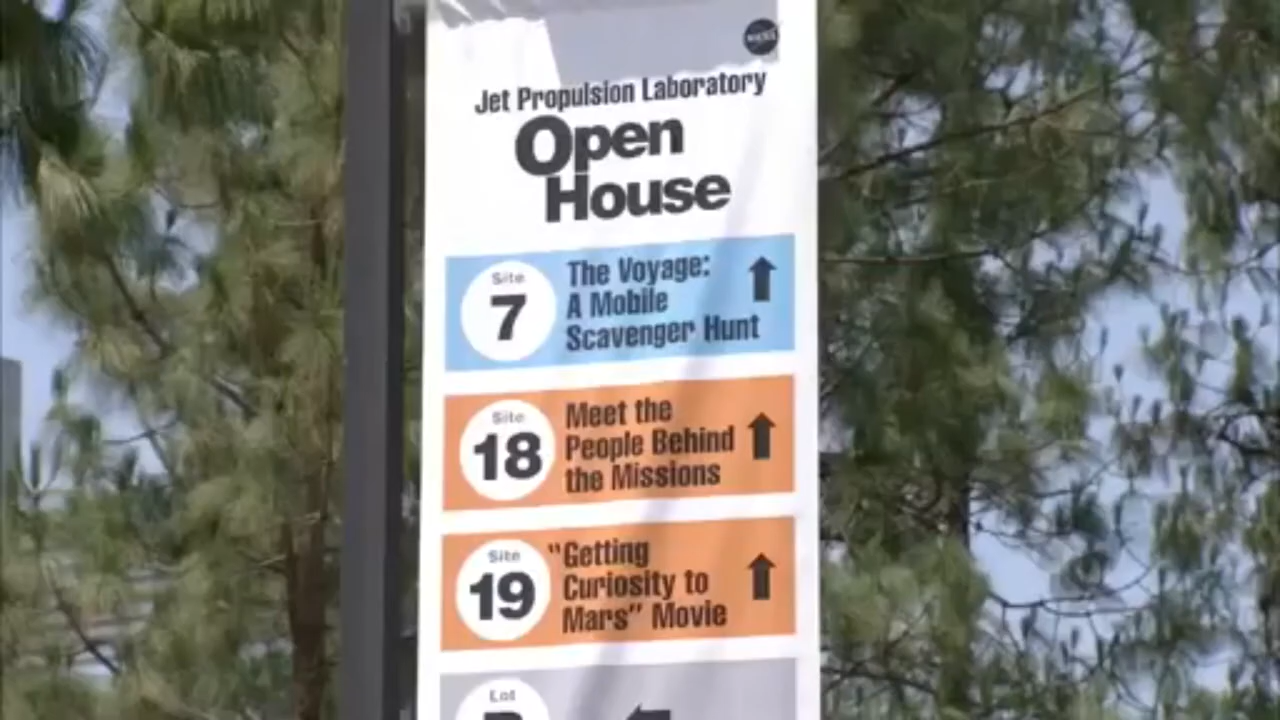 NASA
Jet Propulsion Laboratory
Open
House
Site
7
The Voyage:
A Mobile
Scavenger Hunt
Site
18
Meet the
People Behind
the Missions
Site
19
"Getting
Curiosity to
Mars" Movie
Lot